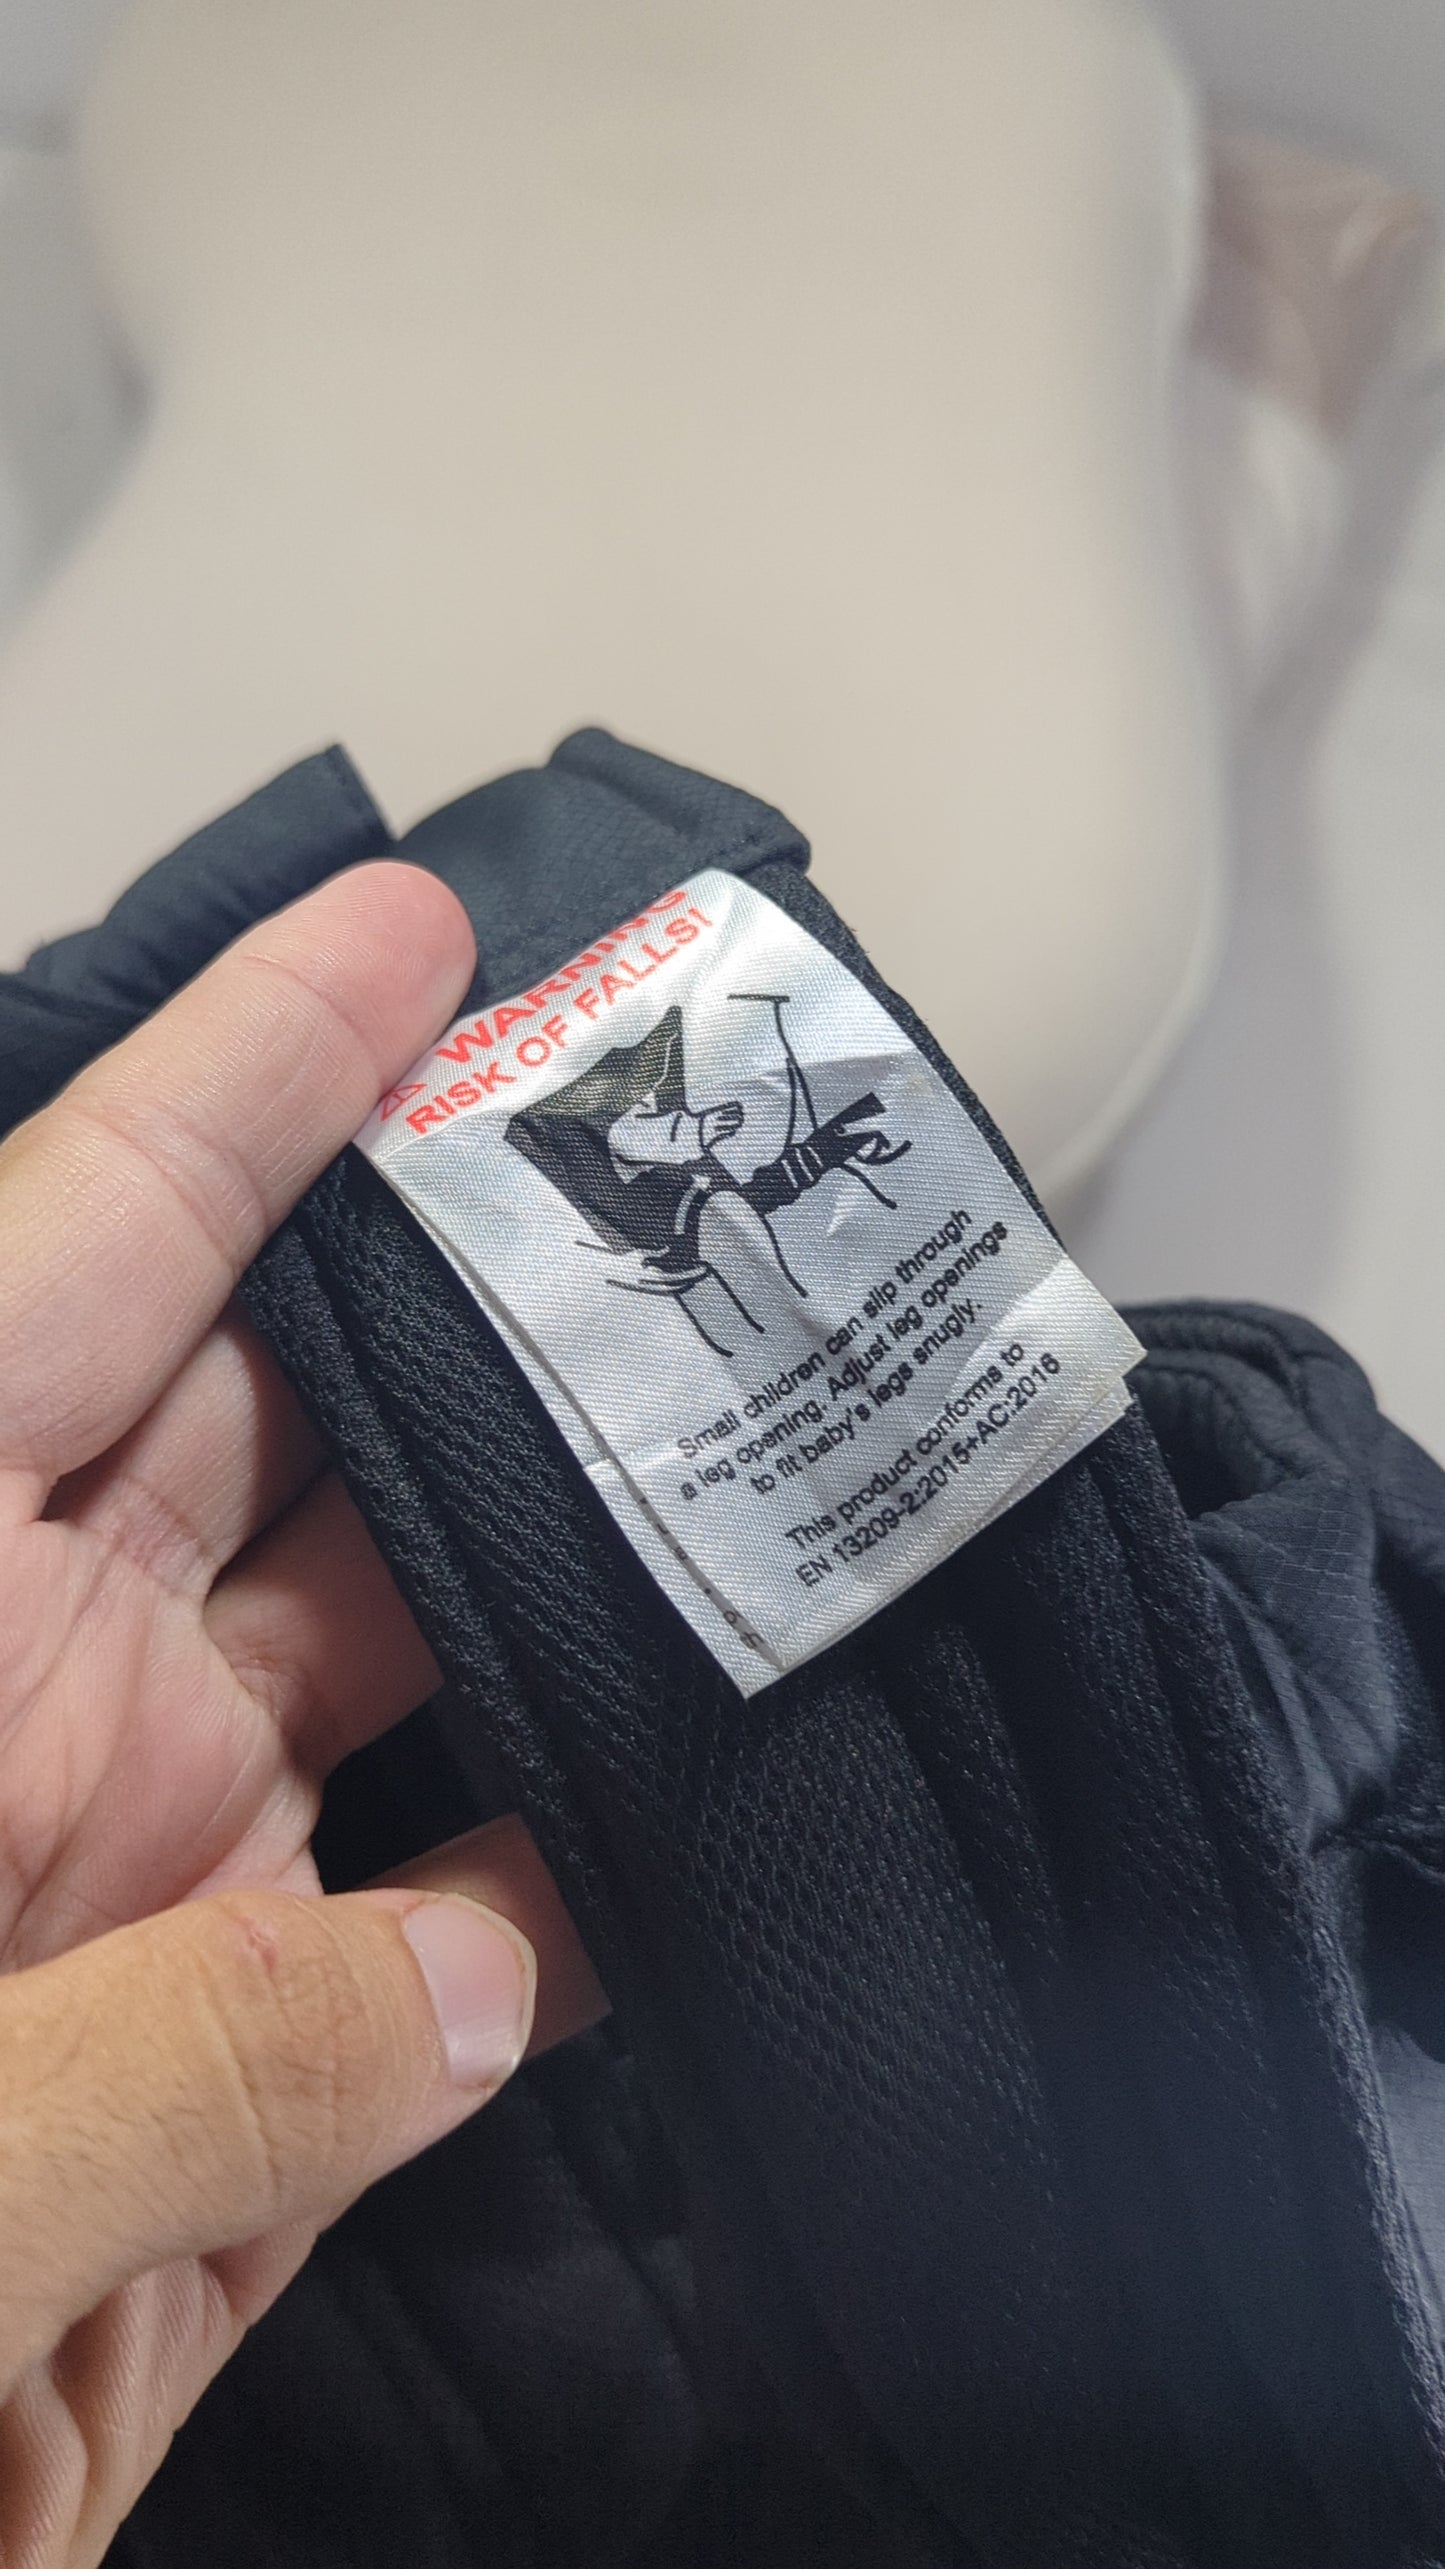 WARNING
RISK OF FALLS!
Small children can slip through
a leg opening. Adjust leg openings
to fit baby's legs snugly.
This product conforms to
EN 13209-2:2015+AC:2016